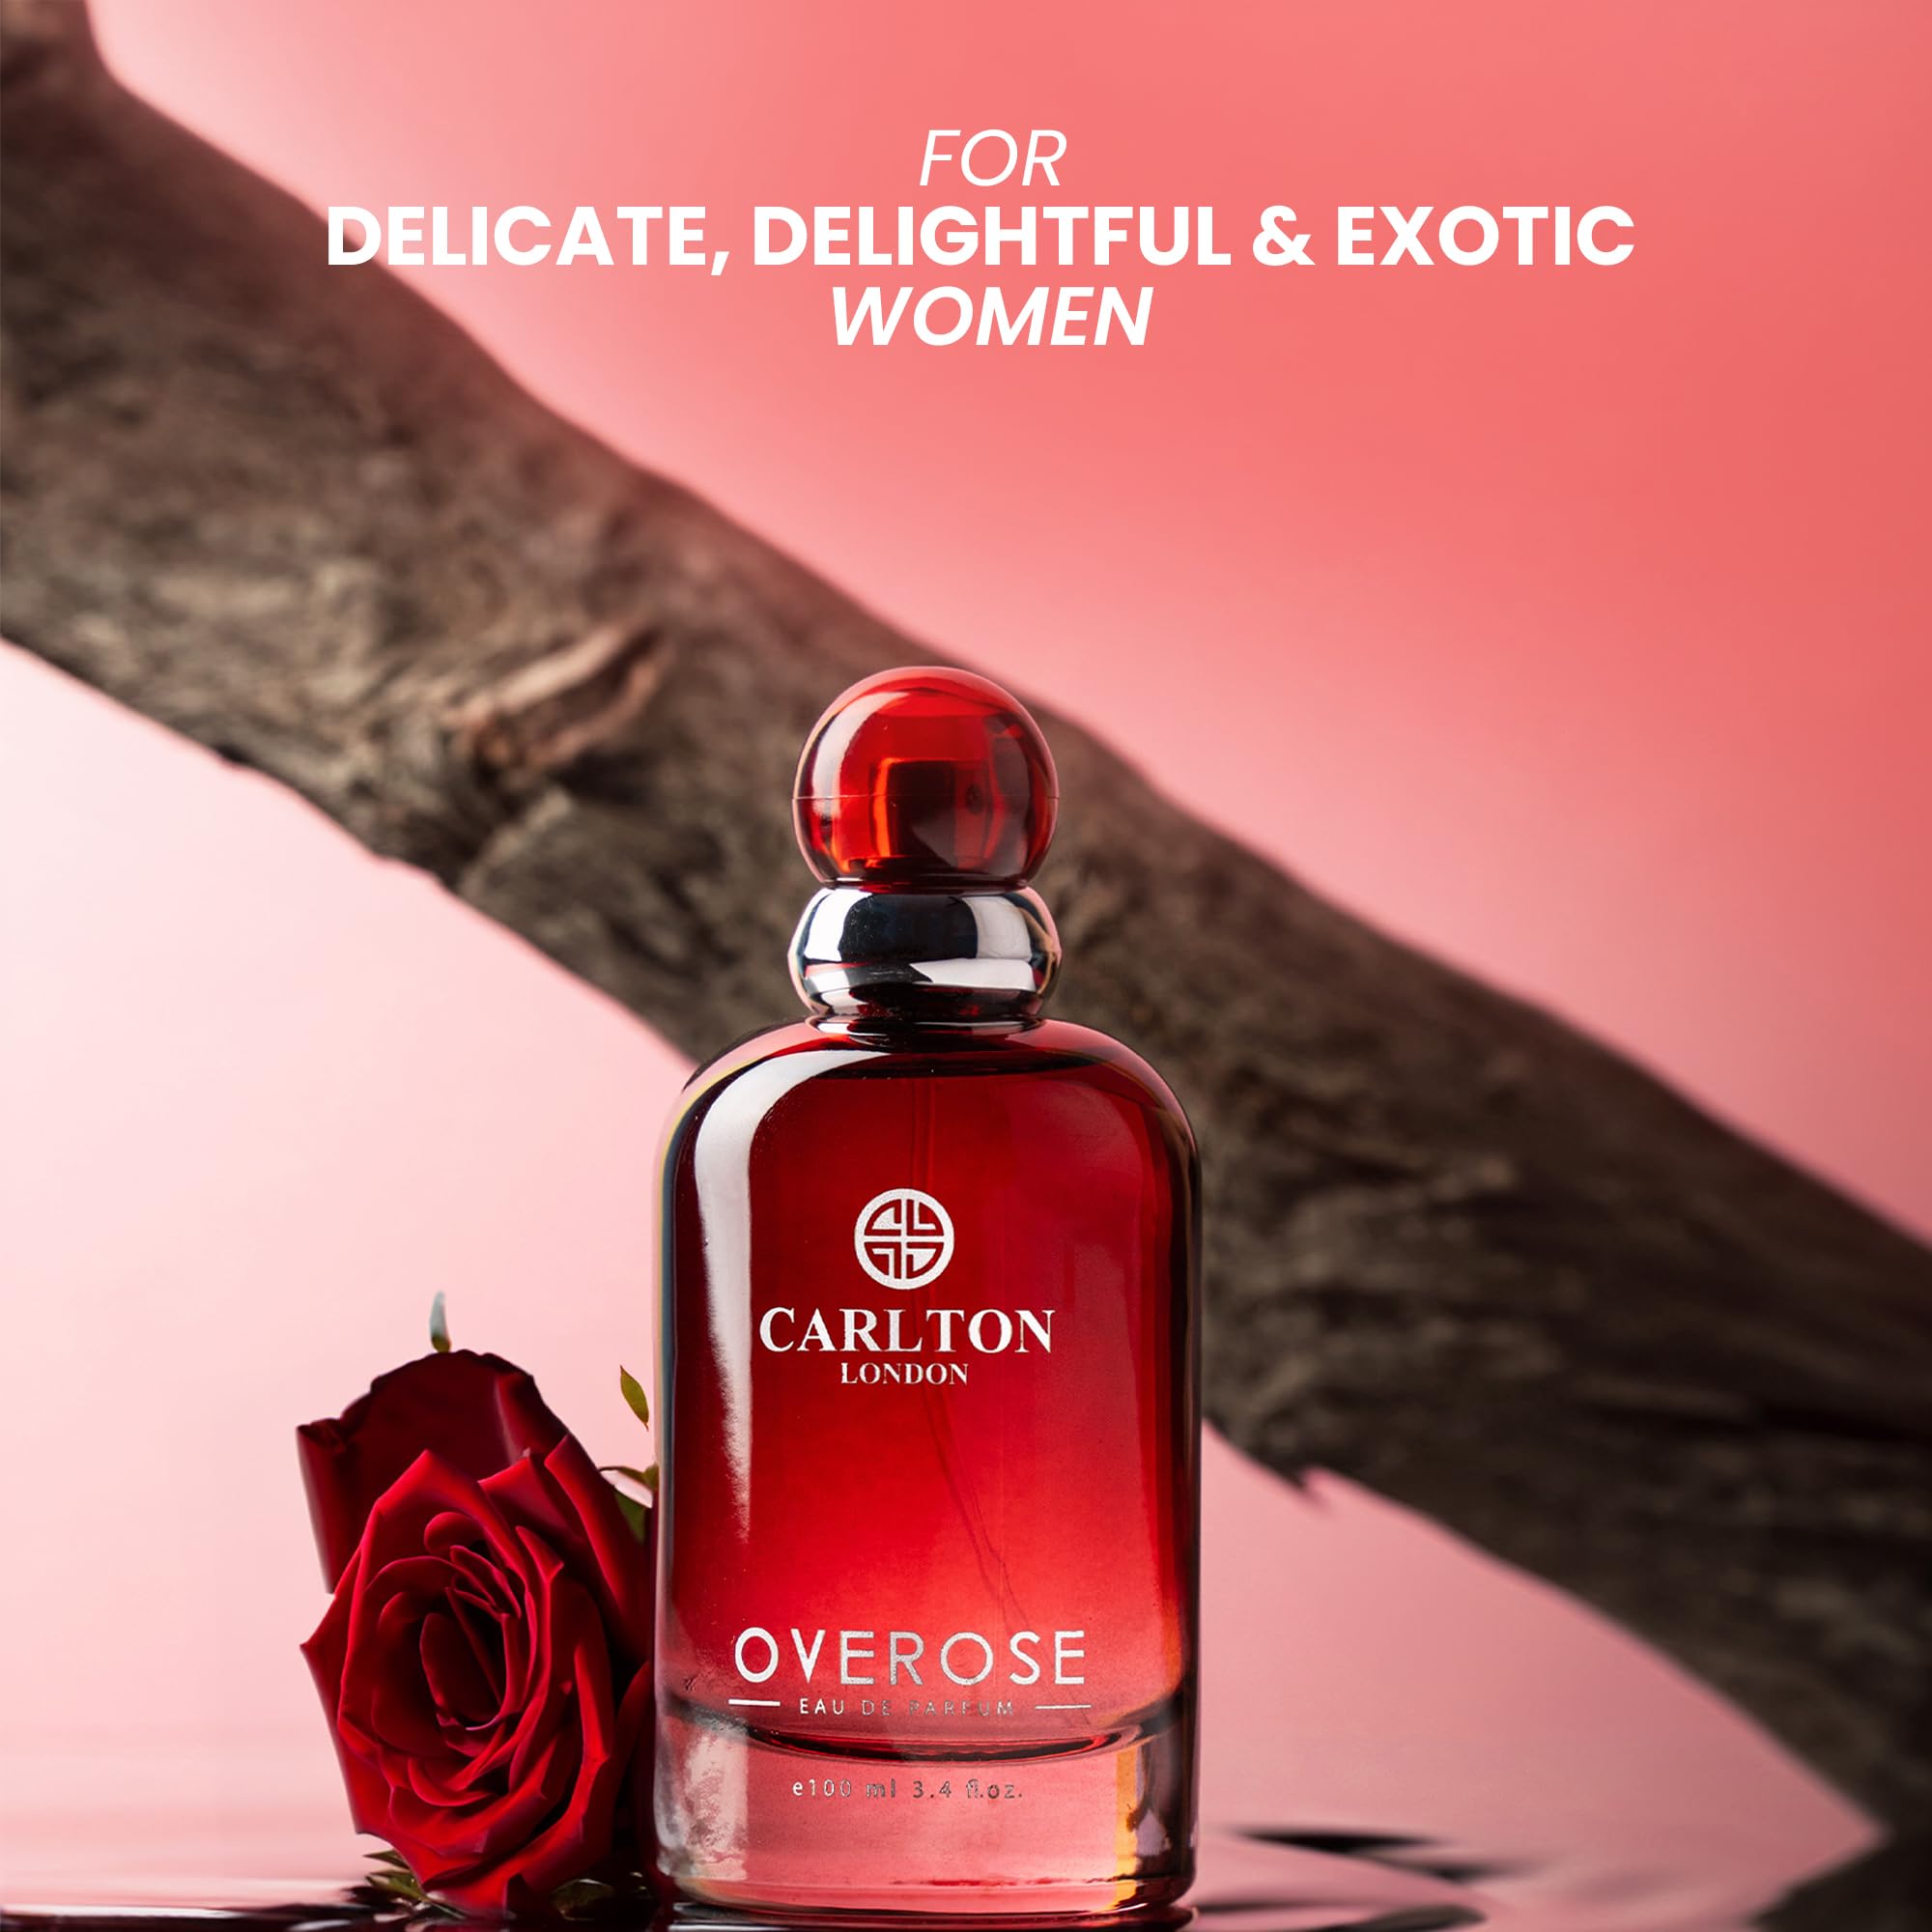 FOR
DELICATE, DELIGHTFUL & EXOTIC
WOMEN
CARLTON
LONDON
OVEROSE
EAU DE PARFUM
e100 ml 3.4 fl.oz.